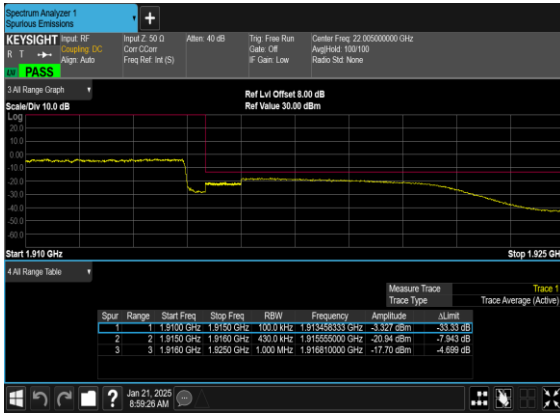 Spectrum Analyzer 1
Spurious Emissions
+
KEYSIGHT Input: RF Input Z: 50 Ω Atten: 40 dB Trig: Free Run Center Freq: 22.005000000 GHz
R T Coupling: DC Corr CCorr Gate: Off Avg|Hold: 100/100
Align: Auto Freq Ref: Int (S) IF Gain: Low Radio Std: None
PASS
3 All Range Graph
Ref Lvl Offset 8.00 dB
Scale/Div 10.0 dB Ref Value 30.00 dBm
Log
20.0
10.0
0.00
-10.0
-20.0
-30.0
-40.0
-50.0
-60.0
Start 1.910 GHz Stop 1.925 GH
4 All Range Table
Measure Trace Trace 1
Trace Type Trace Average (Active)
Spur Range Start Freq Stop Freq RBW Frequency Amplitude ΔLimit
1 1 1.9100 GHz 1.9150 GHz 100.0 kHz 1.913458333 GHz -3.327 dBm -33.33 dB
2 2 1.9150 GHz 1.9160 GHz 430.0 kHz 1.915555000 GHz -20.94 dBm -7.943 dB
3 3 1.9160 GHz 1.9250 GHz 1.000 MHz 1.916810000 GHz -17.70 dBm -4.699 dB
? Jan 21, 2025
8:59:26 AM